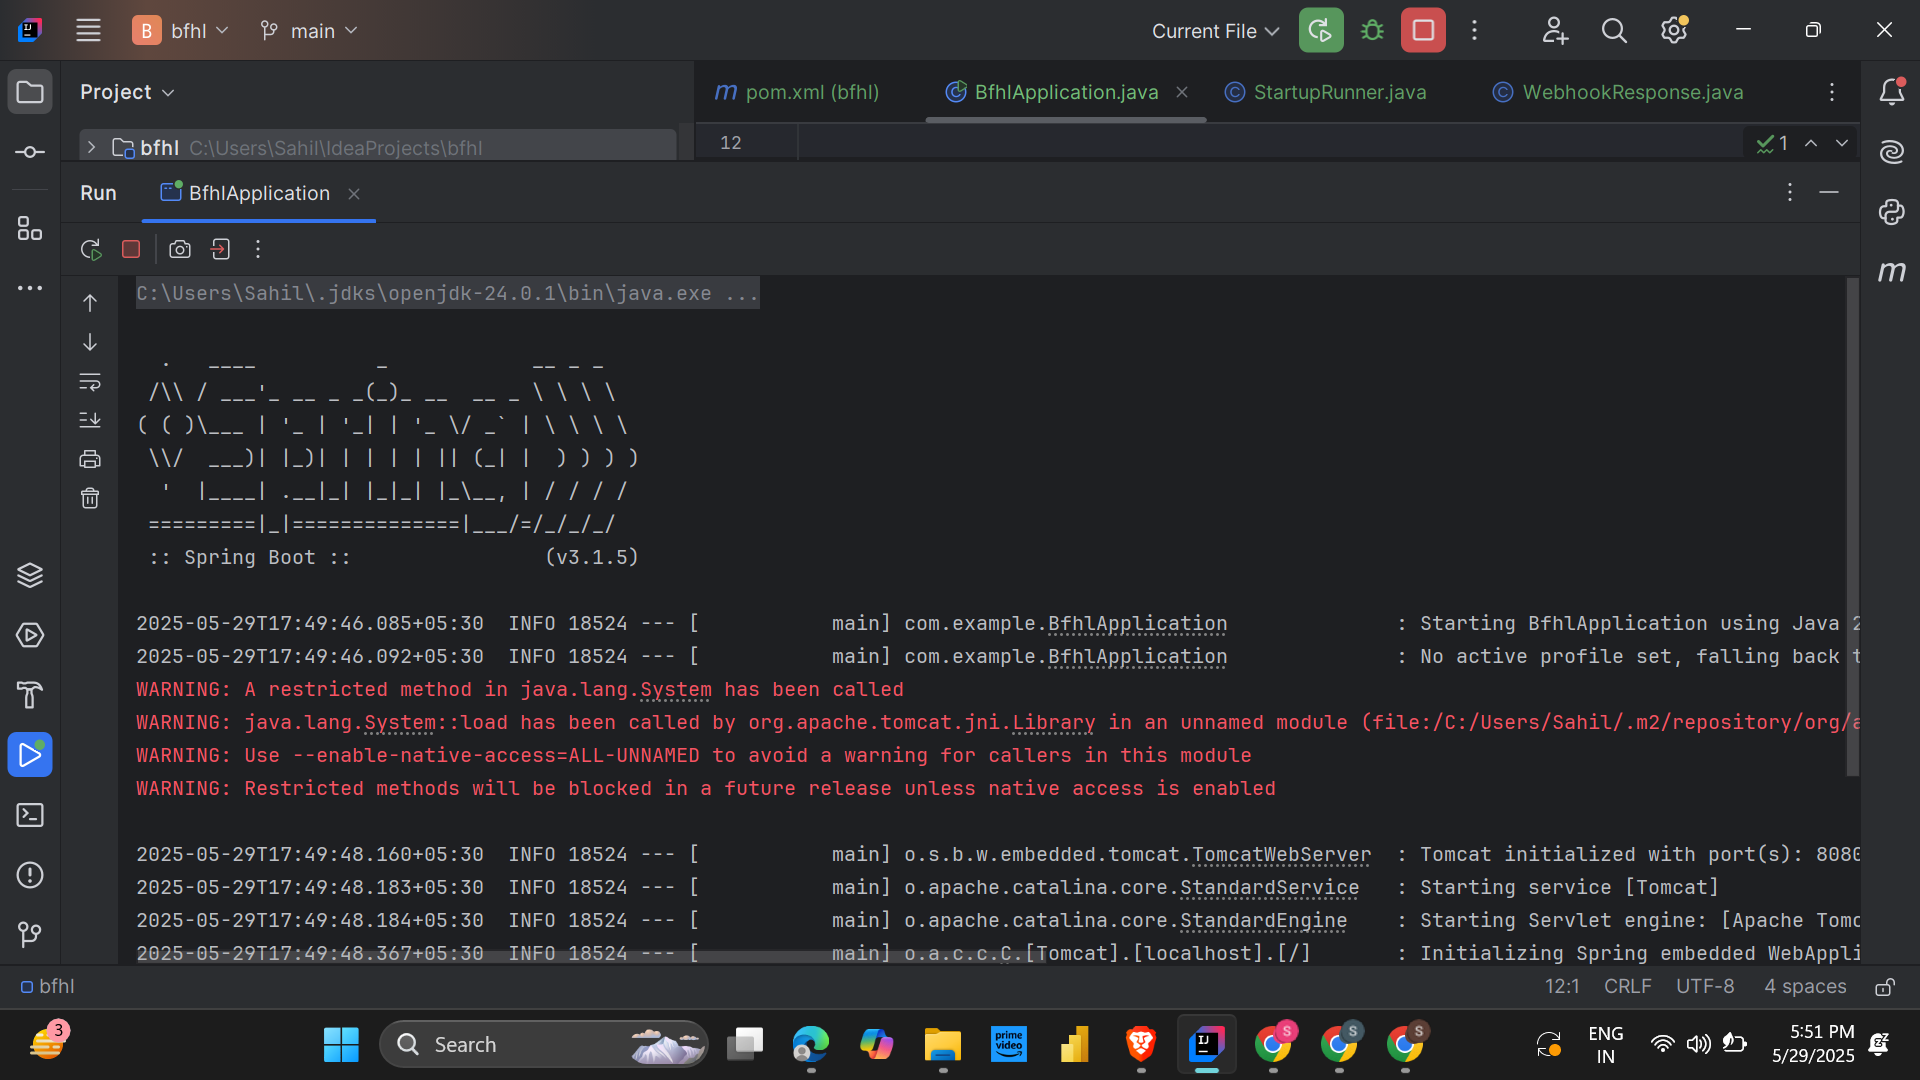 B bfhl main Current File
Project
m pom.xml (bfhl) BfhlApplication.java StartupRunner.java WebhookResponse.java
bfhl C:\Users\Sahil\IdeaProjects\bfhl
12 1
Run BfhlApplication
C:\Users\Sahil\.jdks\openjdk-24.0.1\bin\java.exe ...
  .   ____          _            __ _ _
 /\\ / ___'_ __ _ _(_)_ __  __ _ \ \ \ \
( ( )\___ | '_ | '_| | '_ \/ _` | \ \ \ \
 \\/  ___)| |_)| | | | | || (_| |  ) ) ) )
  '  |____| .__|_| |_|_| |_\__, | / / / /
 =========|_|==============|___/=/_/_/_/
 :: Spring Boot ::                (v3.1.5)
2025-05-29T17:49:46.085+05:30  INFO 18524 --- [           main] com.example.BfhlApplication              : Starting BfhlApplication using Java 2
2025-05-29T17:49:46.092+05:30  INFO 18524 --- [           main] com.example.BfhlApplication              : No active profile set, falling back t
WARNING: A restricted method in java.lang.System has been called
WARNING: java.lang.System::load has been called by org.apache.tomcat.jni.Library in an unnamed module (file:/C:/Users/Sahil/.m2/repository/org/a
WARNING: Use --enable-native-access=ALL-UNNAMED to avoid a warning for callers in this module
WARNING: Restricted methods will be blocked in a future release unless native access is enabled
2025-05-29T17:49:48.160+05:30  INFO 18524 --- [           main] o.s.b.w.embedded.tomcat.TomcatWebServer  : Tomcat initialized with port(s): 8080
2025-05-29T17:49:48.183+05:30  INFO 18524 --- [           main] o.apache.catalina.core.StandardService   : Starting service [Tomcat]
2025-05-29T17:49:48.184+05:30  INFO 18524 --- [           main] o.apache.catalina.core.StandardEngine    : Starting Servlet engine: [Apache Tomc
2025-05-29T17:49:48.367+05:30  INFO 18524 --- [           main] o.a.c.c.C.[Tomcat].[localhost].[/]       : Initializing Spring embedded WebAppli
bfhl 12:1 CRLF UTF-8 4 spaces
3 Search prime video S S S ENG 5:51 PM
IN 5/29/2025